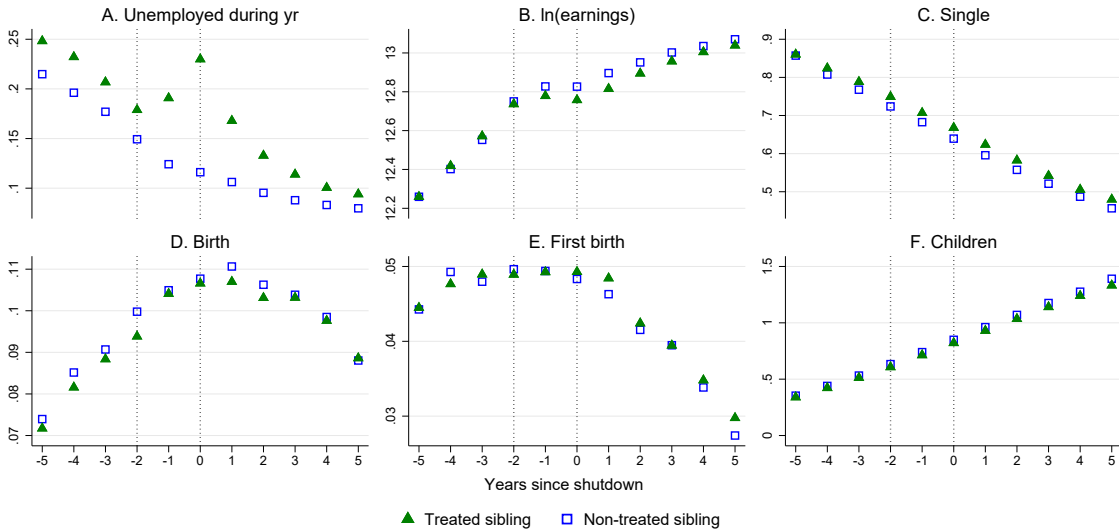 A. Unemployed during yr
.25
.2
.15
.1
B. ln(earnings)
13
12.8
12.6
12.4
12.2
C. Single
.9
.8
.7
.6
.5
D. Birth
.11
.1
.09
.08
.07
-5 -4 -3 -2 -1 0 1 2 3 4 5
E. First birth
.05
.04
.03
-5 -4 -3 -2 -1 0 1 2 3 4 5
F. Children
1.5
1
.5
0
-5 -4 -3 -2 -1 0 1 2 3 4 5
Years since shutdown
Treated sibling Non-treated sibling